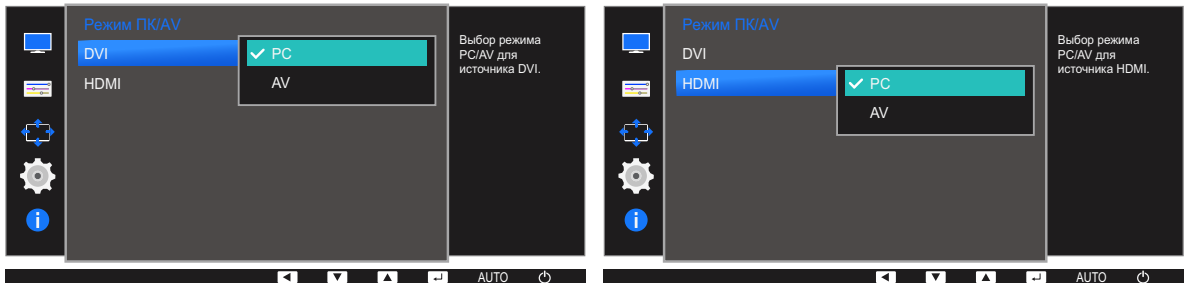 Режим ПК/AV
DVI
PC
HDMI
AV
Выбор режима
PC/AV для
источника DVI.
AUTO
Режим ПК/AV
DVI
HDMI
PC
AV
Выбор режима
PC/AV для
источника HDMI.
AUTO